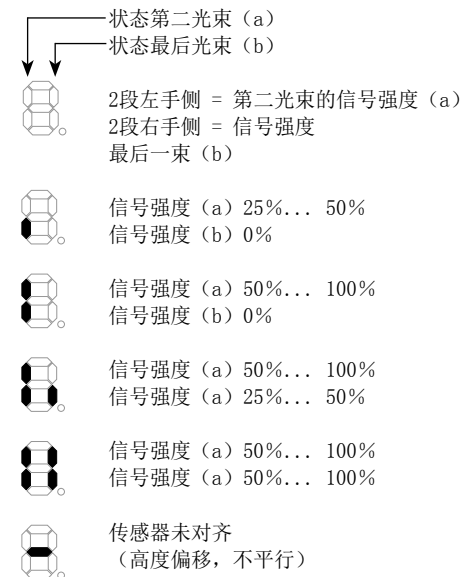 状态第二光束（a）
状态最后光束（b）
2段左手侧 = 第二光束的信号强度（a）
2段右手侧 = 信号强度
最后一束（b）
信号强度（a）25%... 50%
信号强度（b）0%
信号强度（a）50%... 100%
信号强度（b）0%
信号强度（a）50%... 100%
信号强度（a）25%... 50%
信号强度（a）50%... 100%
信号强度（a）50%... 100%
传感器未对齐
（高度偏移，不平行）